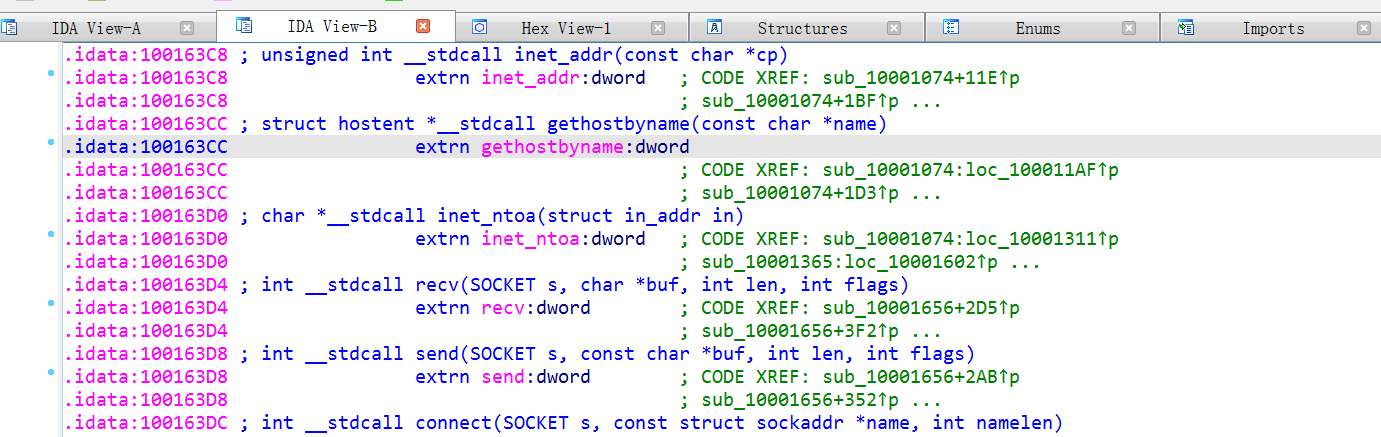 IDA View-A IDA View-B Hex View-1 Structures Enums Imports
.idata:100163C8 ; unsigned int __stdcall inet_addr(const char *cp)
.idata:100163C8 extrn inet_addr:dword ; CODE XREF: sub_10001074+11E↑p
.idata:100163C8 ; sub_10001074+1BF↑p ...
.idata:100163CC ; struct hostent *__stdcall gethostbyname(const char *name)
.idata:100163CC extrn gethostbyname:dword
.idata:100163CC ; CODE XREF: sub_10001074:loc_100011AF↑p
.idata:100163CC ; sub_10001074+1D3↑p ...
.idata:100163D0 ; char *__stdcall inet_ntoa(struct in_addr in)
.idata:100163D0 extrn inet_ntoa:dword ; CODE XREF: sub_10001074:loc_10001311↑p
.idata:100163D0 ; sub_10001365:loc_10001602↑p ...
.idata:100163D4 ; int __stdcall recv(SOCKET s, char *buf, int len, int flags)
.idata:100163D4 extrn recv:dword ; CODE XREF: sub_10001656+2D5↑p
.idata:100163D4 ; sub_10001656+3F2↑p ...
.idata:100163D8 ; int __stdcall send(SOCKET s, const char *buf, int len, int flags)
.idata:100163D8 extrn send:dword ; CODE XREF: sub_10001656+2AB↑p
.idata:100163D8 ; sub_10001656+352↑p ...
.idata:100163DC ; int __stdcall connect(SOCKET s, const struct sockaddr *name, int namelen)